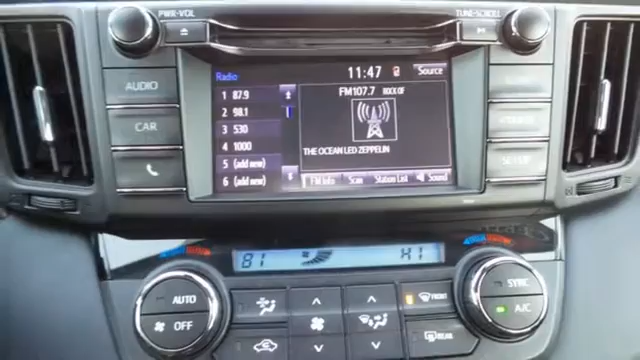 PWR·VOL
TUNE·SCROLL
Radio
11:47
Source
1 87.9
FM107.7 ROCK OF
2 98.1
3 530
4 1000
THE OCEAN LED ZEPPELIN
5 (add new)
6 (add new)
FM Info
Scan
Station List
Sound
AUDIO
CAR
SETUP
81
HI
AUTO
OFF
FRONT
REAR
SYNC
A/C